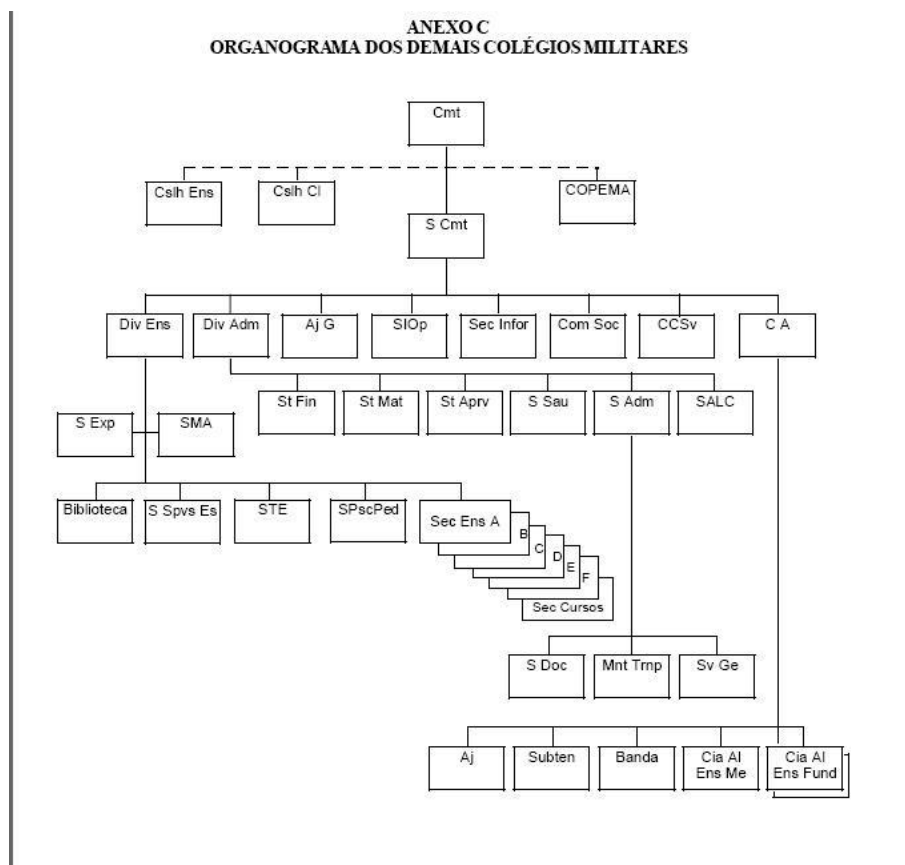 ANEXO C
ORGANOGRAMA DOS DEMAIS COLÉGIOS MILITARES
Cmt
Cslh Ens
Cslh Cl
COPEMA
S Cmt
Div Ens
Div Adm
Aj G
SIOp
Sec Infor
Com Soc
CCSv
C A
St Fin
St Mat
St Aprv
S Sau
S Adm
SALC
S Exp
SMA
Biblioteca
S Spvs Es
STE
SPscPed
Sec Ens A
B
C
D
E
F
Sec Cursos
S Doc
Mnt Trnp
Sv Ge
Aj
Subten
Banda
Cia Al
Ens Me
Cia Al
Ens Fund